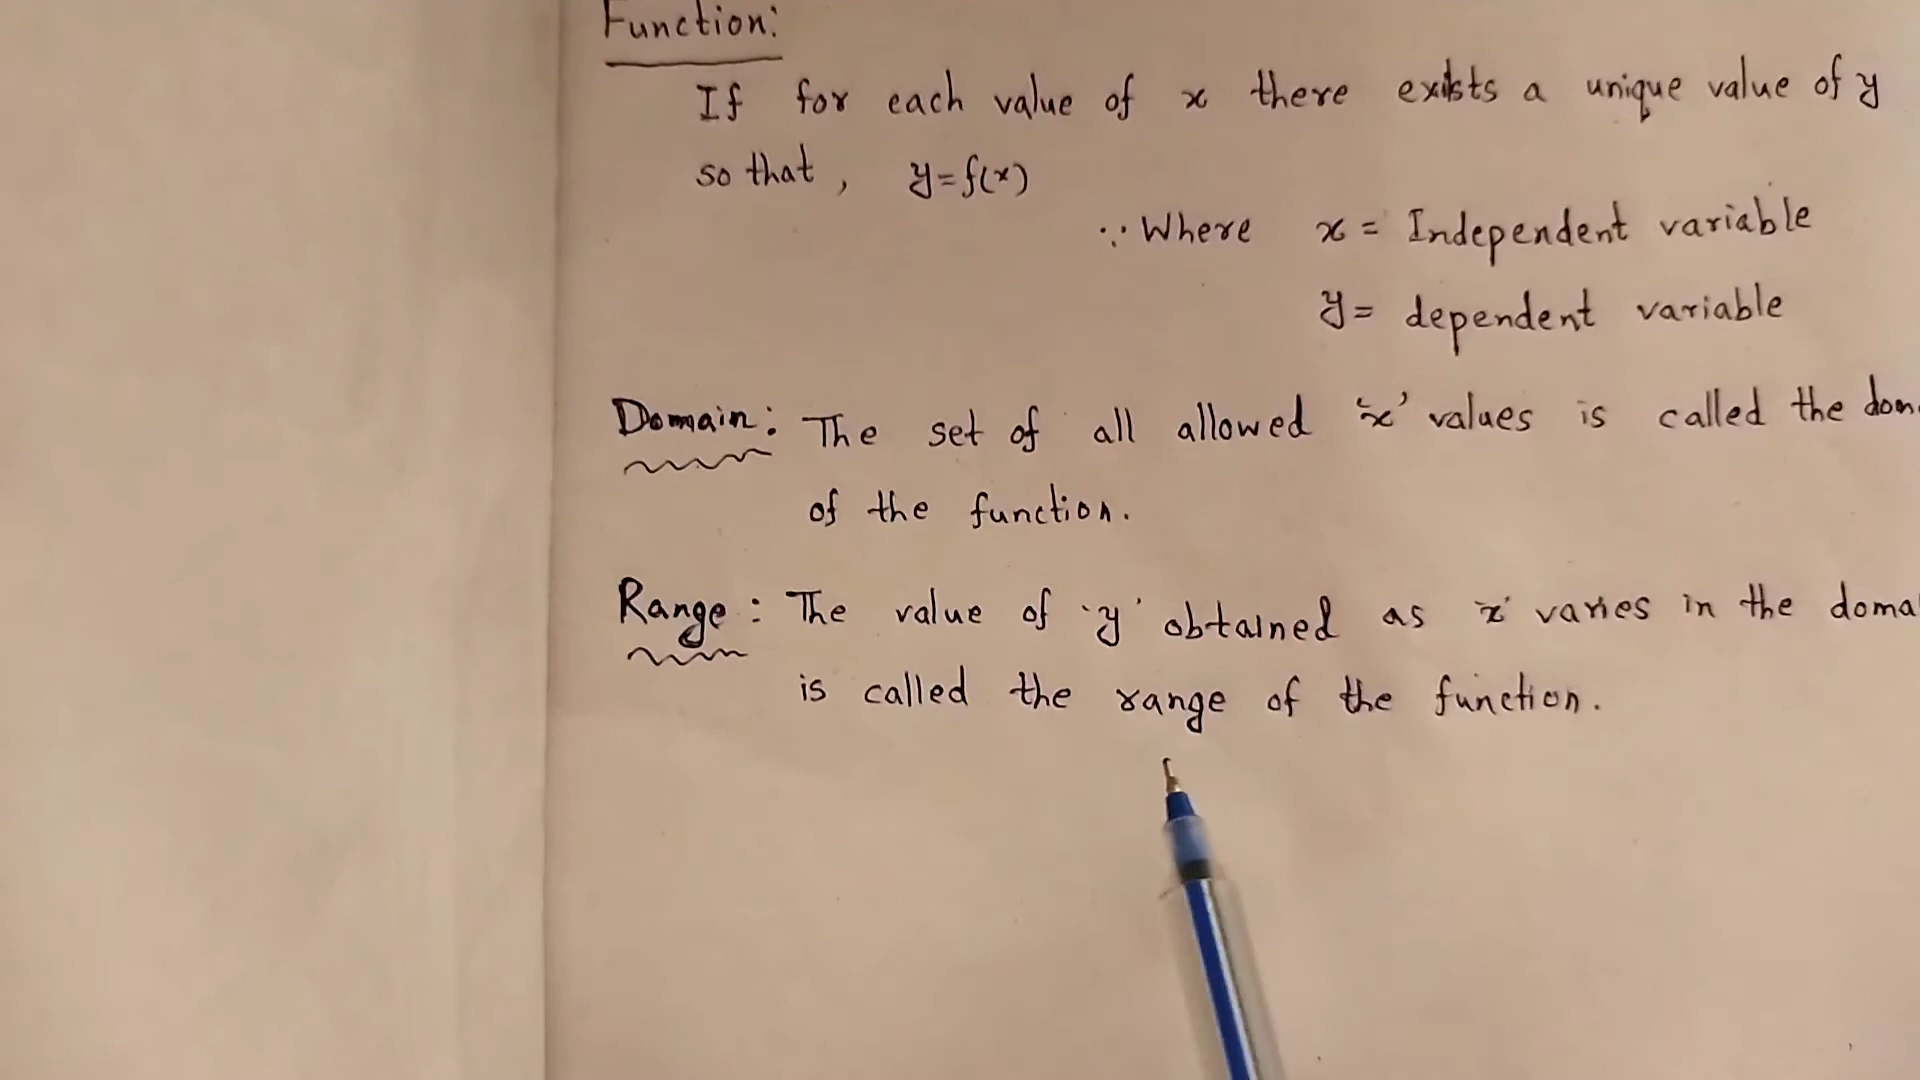 Function:
If for each value of x there exists a unique value of y
so that, y=f(x)
∵ Where x = Independent variable
y= dependent variable
Domain: The set of all allowed 'x' values is called the
of the function.
Range: The value of 'y' obtained as 'x' varies in the
is called the range of the function.